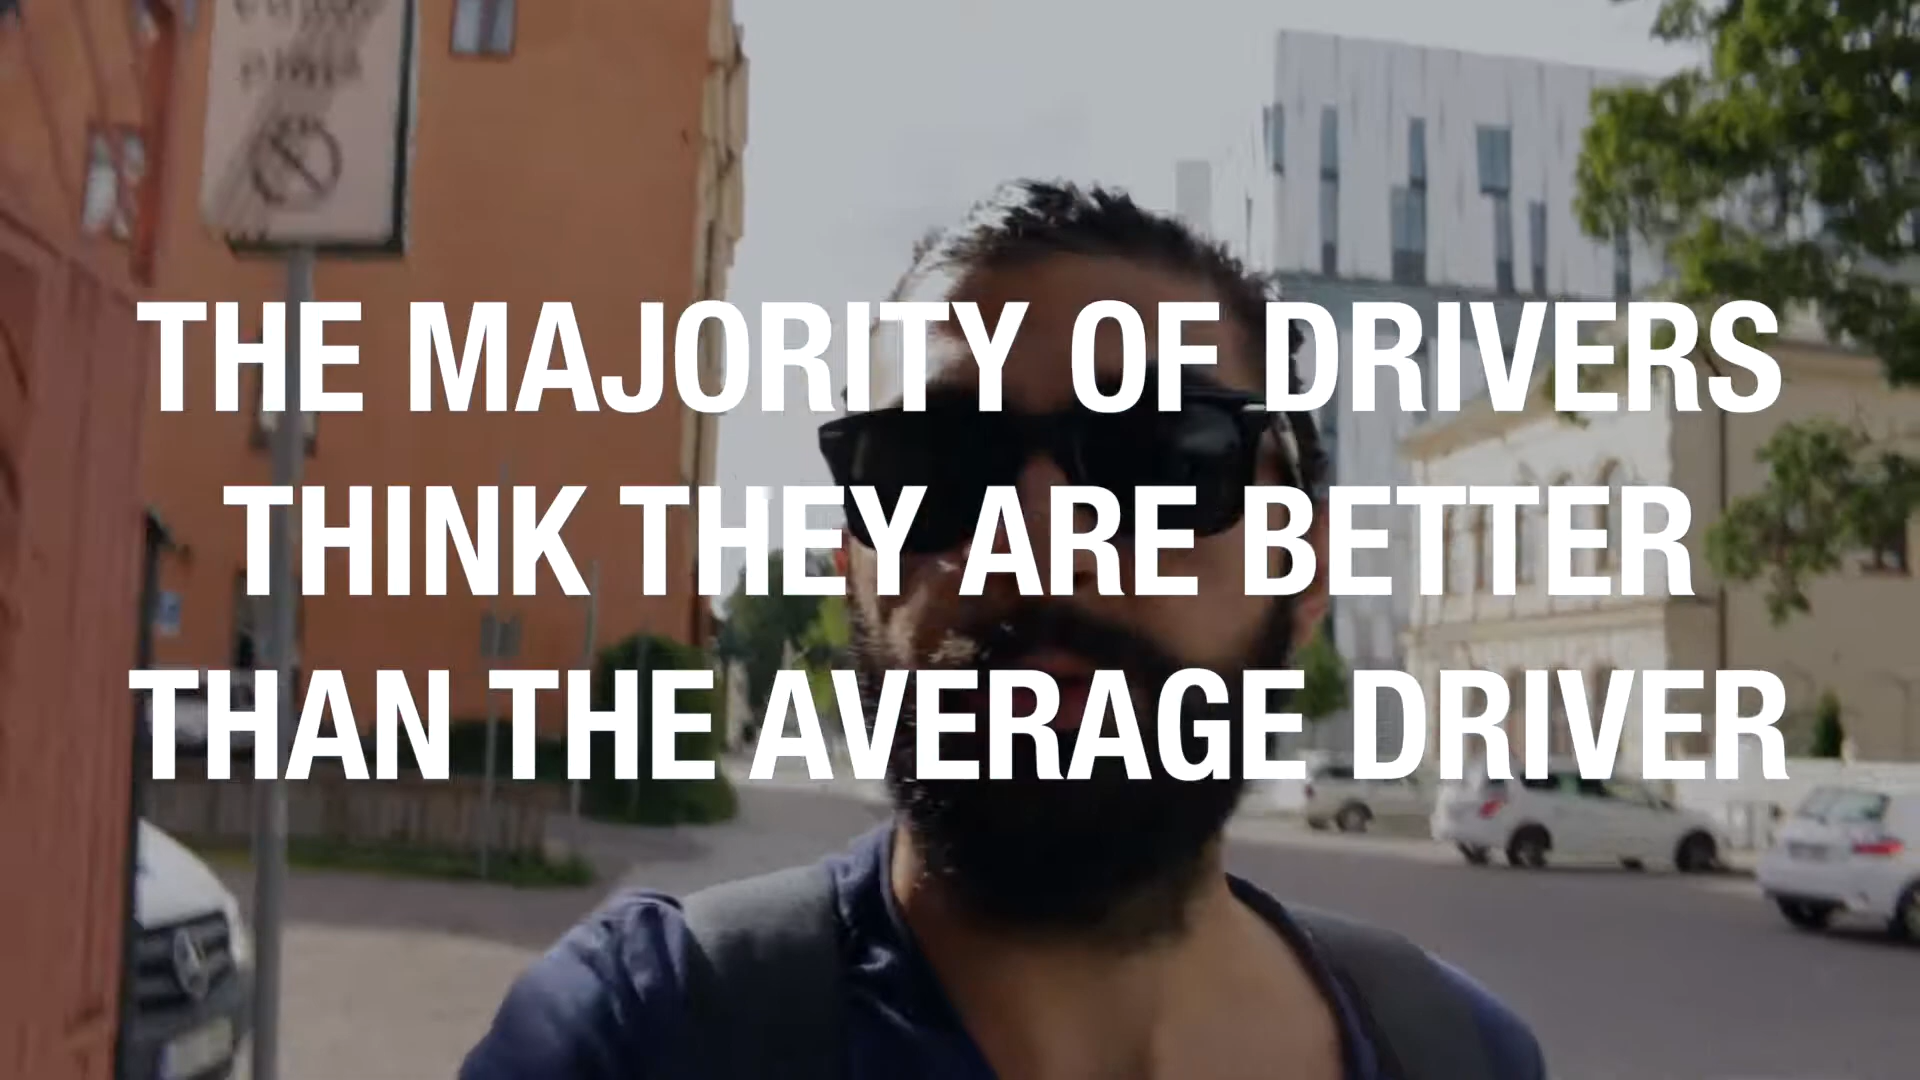 THE MAJORITY OF DRIVERS
THINK THEY ARE BETTER
THAN THE AVERAGE DRIVER